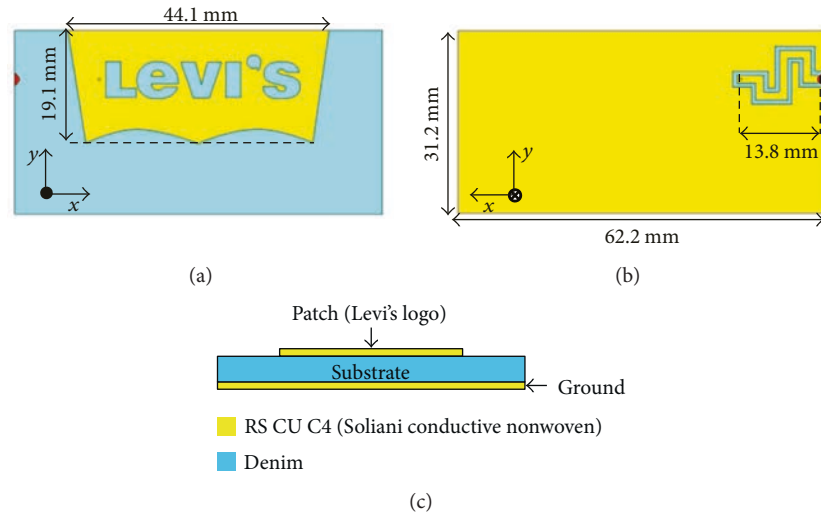 44.1 mm
19.1 mm
Levi's
y
x
(a)
31.2 mm
13.8 mm
y
x
62.2 mm
(b)
Patch (Levi's logo)
Substrate
Ground
RS CU C4 (Soliani conductive nonwoven)
Denim
(c)